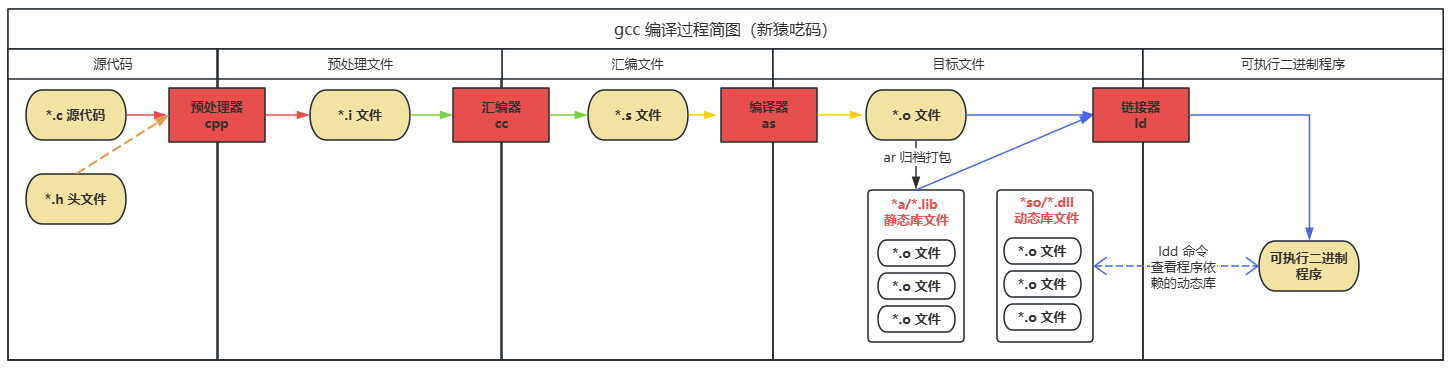 gcc 编译过程简图（新猿呓码）
源代码
预处理文件
汇编文件
目标文件
可执行二进制程序
*.c 源代码
预处理器
cpp
*.i 文件
汇编器
cc
*.s 文件
编译器
as
*.o 文件
链接器
ld
ar 归档打包
*.h 头文件
*a/*.lib
静态库文件
*.o 文件
*.o 文件
*.o 文件
*so/*.dll
动态库文件
*.o 文件
*.o 文件
*.o 文件
ldd 命令
查看程序依
赖的动态库
可执行二进制
程序